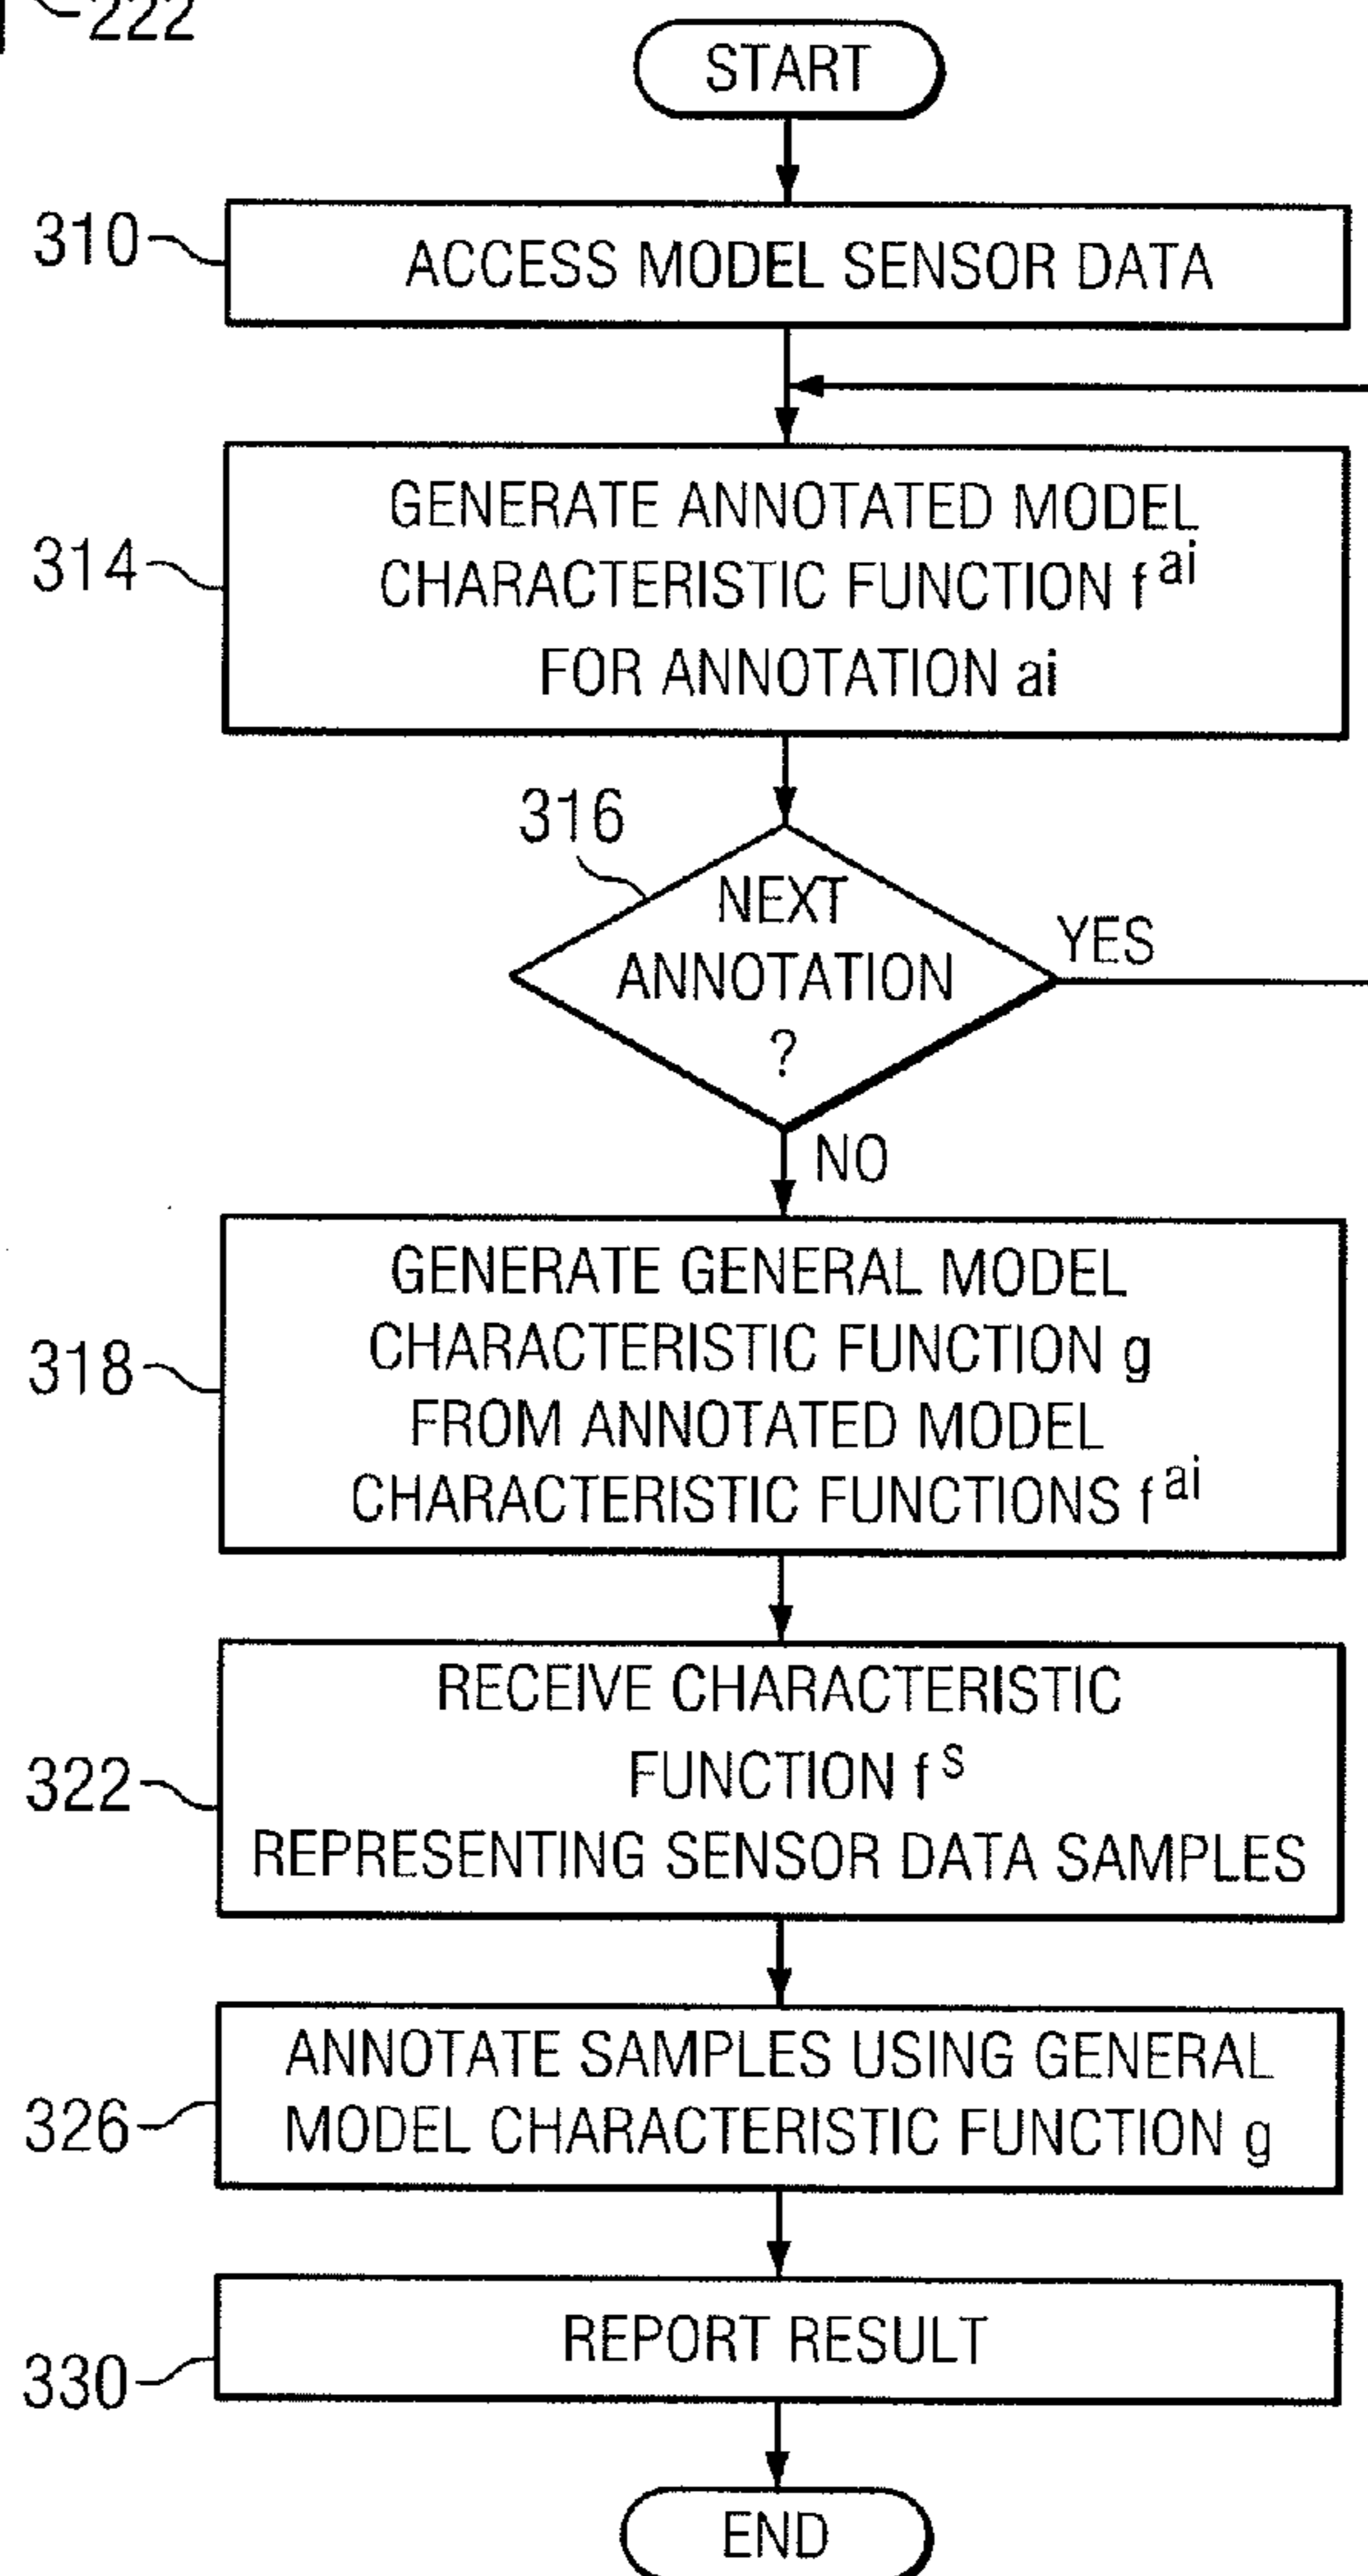 222
START
310
ACCESS MODEL SENSOR DATA
314
GENERATE ANNOTATED MODEL
CHARACTERISTIC FUNCTION f^ai
FOR ANNOTATION ai
316
NEXT
ANNOTATION
?
YES
NO
318
GENERATE GENERAL MODEL
CHARACTERISTIC FUNCTION g
FROM ANNOTATED MODEL
CHARACTERISTIC FUNCTIONS f^ai
322
RECEIVE CHARACTERISTIC
FUNCTION f^s
REPRESENTING SENSOR DATA SAMPLES
326
ANNOTATE SAMPLES USING GENERAL
MODEL CHARACTERISTIC FUNCTION g
330
REPORT RESULT
END